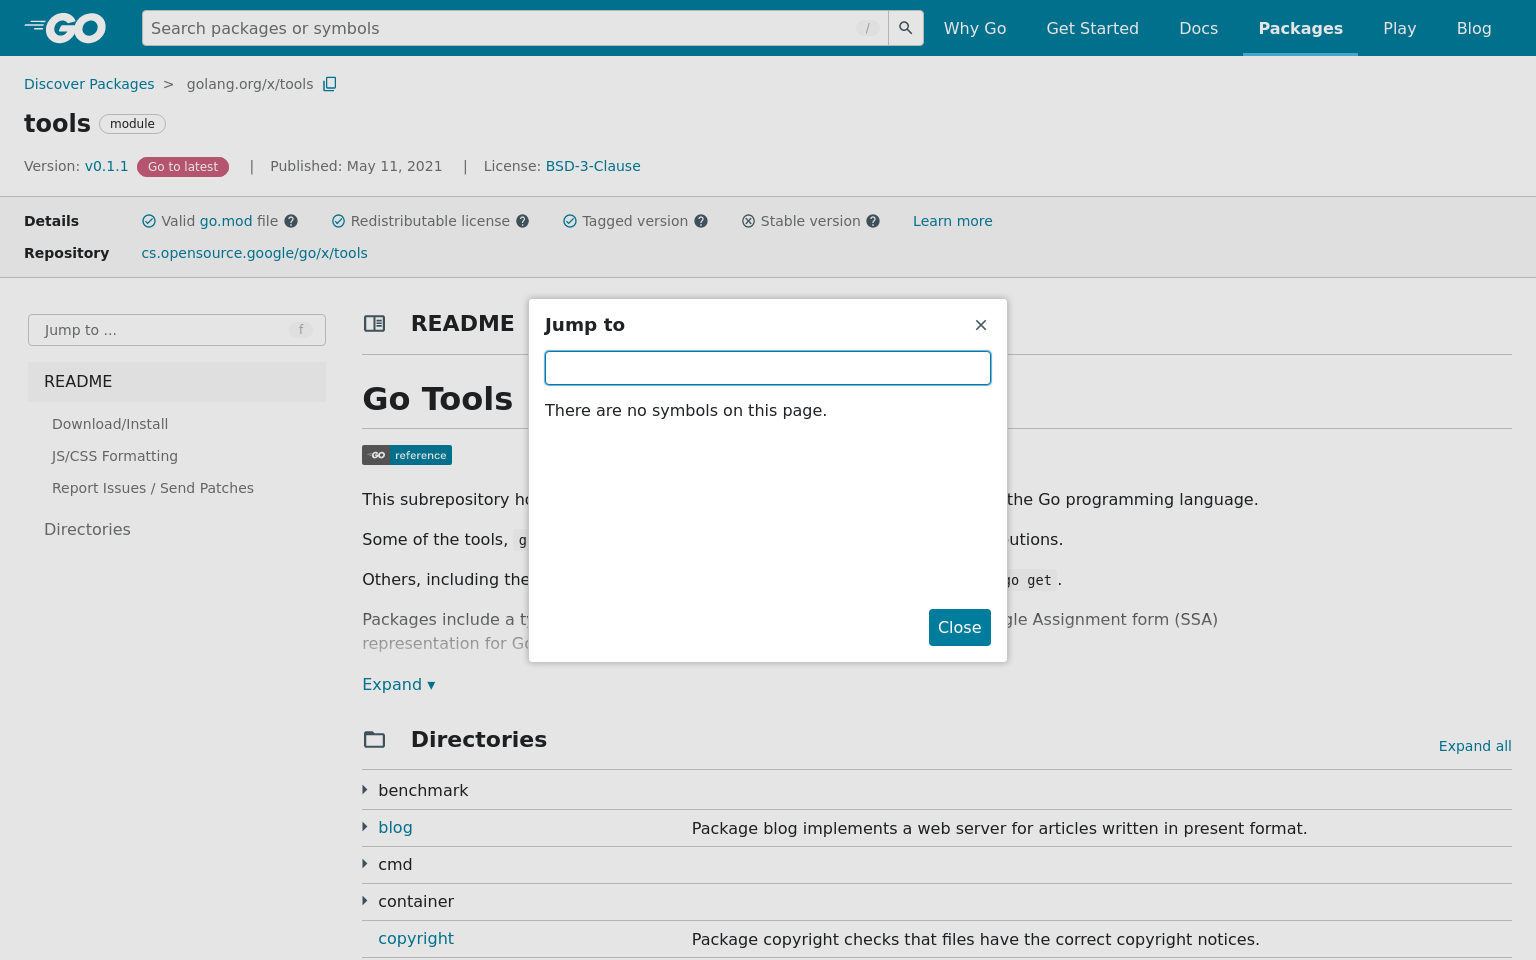 GO
Search packages or symbols /
Why Go Get Started Docs Packages Play Blog
Discover Packages > golang.org/x/tools
tools module
Version: v0.1.1 Go to latest | Published: May 11, 2021 | License: BSD-3-Clause
Details Valid go.mod file Redistributable license Tagged version Stable version Learn more
Repository cs.opensource.google/go/x/tools
Jump to ... f
README
Download/Install
JS/CSS Formatting
Report Issues / Send Patches
Directories
README
Go Tools
GO reference
This subrepository the Go programming language.
Some of the tools,
Others, including the go get.
Packages include a Assignment form (SSA)
representation for
Expand ▾
Jump to
There are no symbols on this page.
Close
Directories
Expand all
benchmark
blog Package blog implements a web server for articles written in present format.
cmd
container
copyright Package copyright checks that files have the correct copyright notices.